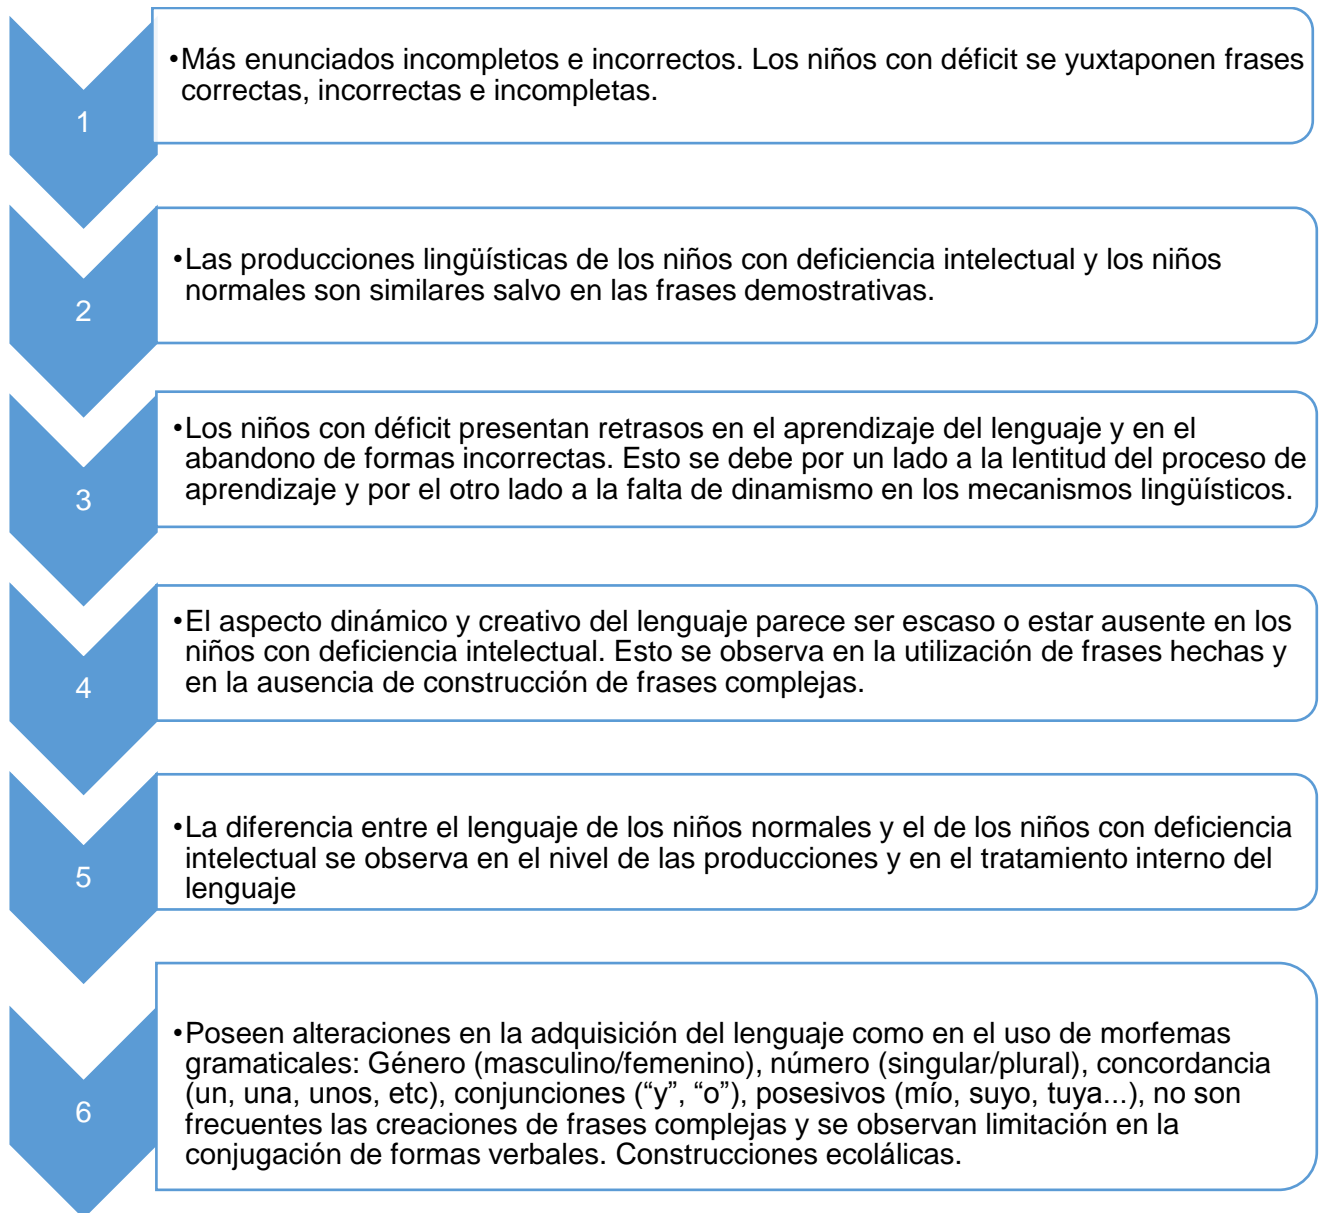 1
•Más enunciados incompletos e incorrectos. Los niños con déficit se yuxtaponen frases
correctas, incorrectas e incompletas.
2
•Las producciones lingüísticas de los niños con deficiencia intelectual y los niños
normales son similares salvo en las frases demostrativas.
3
•Los niños con déficit presentan retrasos en el aprendizaje del lenguaje y en el
abandono de formas incorrectas. Esto se debe por un lado a la lentitud del proceso de
aprendizaje y por el otro lado a la falta de dinamismo en los mecanismos lingüísticos.
4
•El aspecto dinámico y creativo del lenguaje parece ser escaso o estar ausente en los
niños con deficiencia intelectual. Esto se observa en la utilización de frases hechas y
en la ausencia de construcción de frases complejas.
5
•La diferencia entre el lenguaje de los niños normales y el de los niños con deficiencia
intelectual se observa en el nivel de las producciones y en el tratamiento interno del
lenguaje
6
•Poseen alteraciones en la adquisición del lenguaje como en el uso de morfemas
gramaticales: Género (masculino/femenino), número (singular/plural), concordancia
(un, una, unos, etc), conjunciones (“y”, “o”), posesivos (mío, suyo, tuya...), no son
frecuentes las creaciones de frases complejas y se observan limitación en la
conjugación de formas verbales. Construcciones ecolálicas.